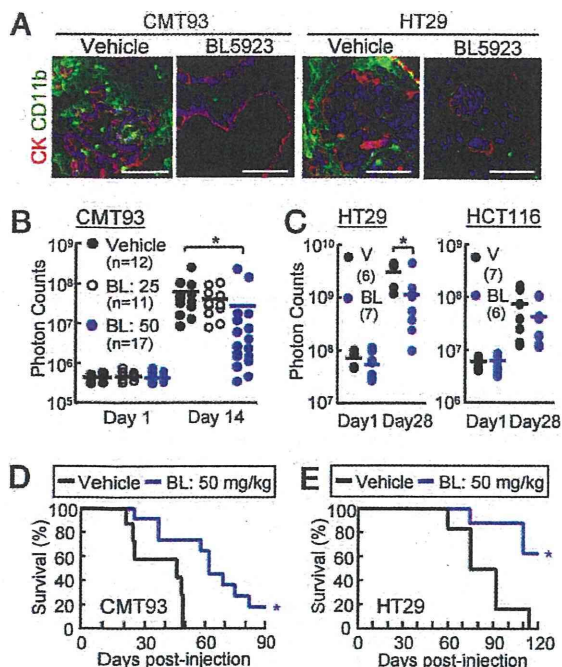 A
CMT93 HT29
Vehicle BL5923 Vehicle BL5923
CK CD11b
B CMT93
Photon Counts
10⁹
10⁸
10⁷
10⁶
10⁵
Vehicle
(n=12)
BL: 25
(n=11)
BL: 50
(n=17)
*
Day 1 Day 14
C HT29 HCT116
Photon Counts
10¹⁰
10⁹
10⁸
10⁷
V
(6)
BL
(7)
*
Day1 Day28
Photon Counts
10⁹
10⁸
10⁷
10⁶
V
(7)
BL
(6)
Day1 Day28
D
Vehicle BL: 50 mg/kg
Survival (%)
100
80
60
40
20
CMT93
*
0 30 60 90
Days post-injection
E
Vehicle BL: 50 mg/kg
Survival (%)
100
80
60
40
20
HT29
*
0 30 60 90 120
Days post-injection